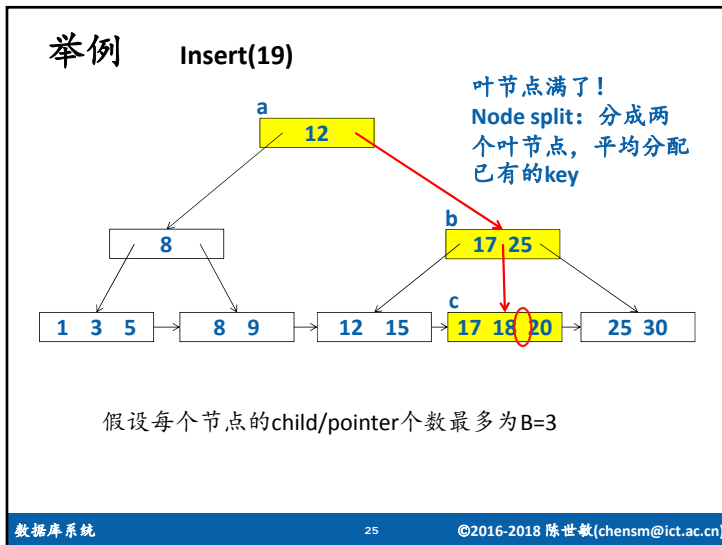 举例 Insert(19)
叶节点满了！
Node split：分成两
个叶节点，平均分配
已有的key
a
12
b
8
17 25
c
1 3 5
8 9
12 15
17 18 20
25 30
假设每个节点的child/pointer个数最多为B=3
数据库系统 25 ©2016-2018 陈世敏(chensm@ict.ac.cn)